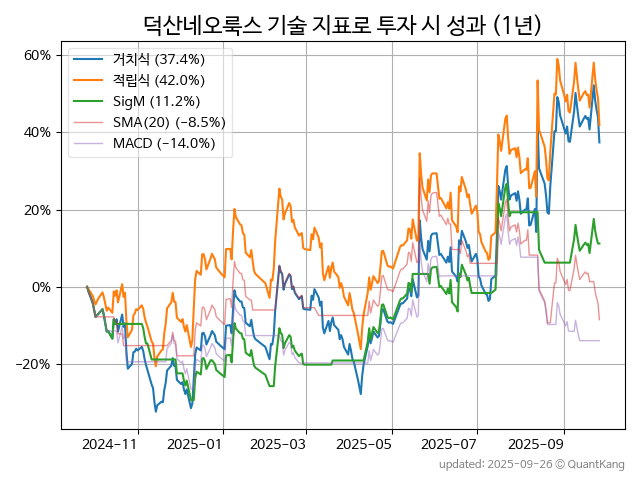 덕산네오룩스 기술 지표로 투자 시 성과 (1년)
60%
40%
20%
0%
−20%
거치식 (37.4%)
적립식 (42.0%)
SigM (11.2%)
SMA(20) (−8.5%)
MACD (−14.0%)
2024-11
2025-01
2025-03
2025-05
2025-07
2025-09
updated: 2025-09-26 © QuantKang